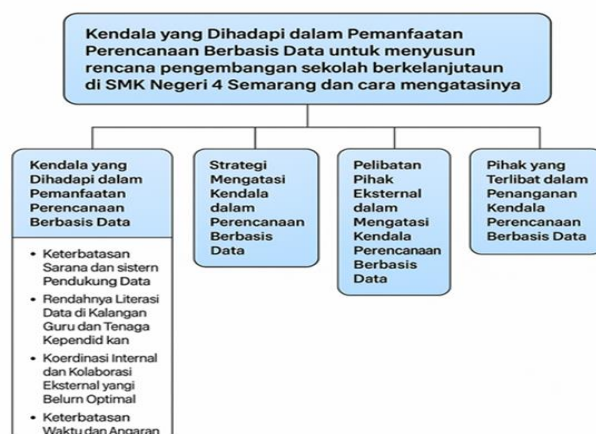 Kendala yang Dihadapi dalam Pemanfaatan
Perencanaan Berbasis Data untuk menyusun
rencana pengembangan sekolah berkelanjutaun
di SMK Negeri 4 Semarang dan cara mengatasinya
Kendala yang
Dihadapi dalam
Pemanfaatan
Perencanaan
Berbasis Data
• Keterbatasan
Sarana dan sistern
Pendukung Data
• Rendahnya Literasi
Data di Kalangan
Guru dan Tenaga
Kependid kan
• Koordinasi Internal
dan Kolaborasi
Eksternal yangi
Belurn Optimal
• Keterbatasan
Waktu dan Angaran
Strategi
Mengatasi
Kendala
dalam
Perencanaan
Berbasis
Data
Pelibatan
Pihak
Eksternal
dalam
Mengatasi
Kendala
Perencanaan
Berbasis
Data
Pihak yang
Terlibat dalam
Penanganan
Kendala
Perencanaan
Berbasis Data